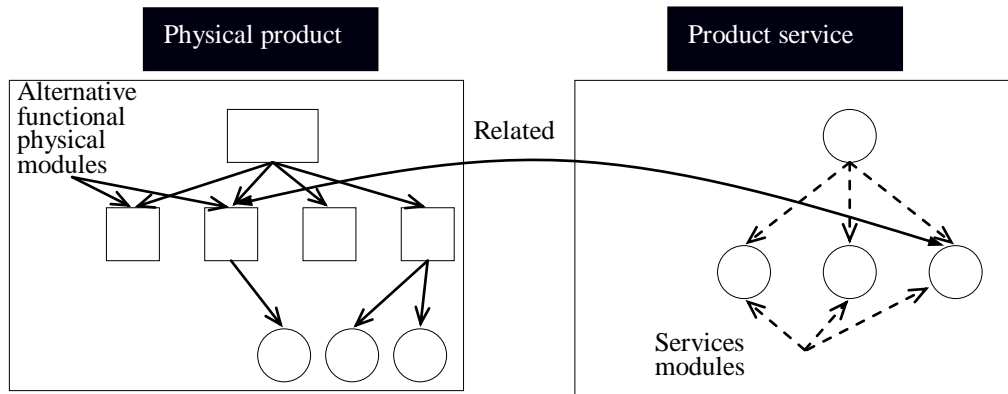 Physical product
Product service
Alternative
functional
physical
modules
Related
Services
modules